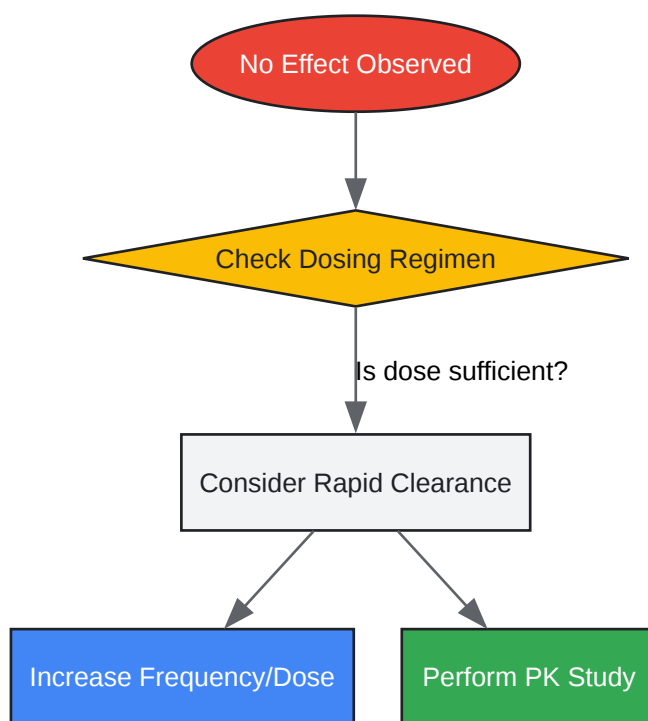 No Effect Observed
Check Dosing Regimen
Is dose sufficient?
Consider Rapid Clearance
Increase Frequency/Dose
Perform PK Study